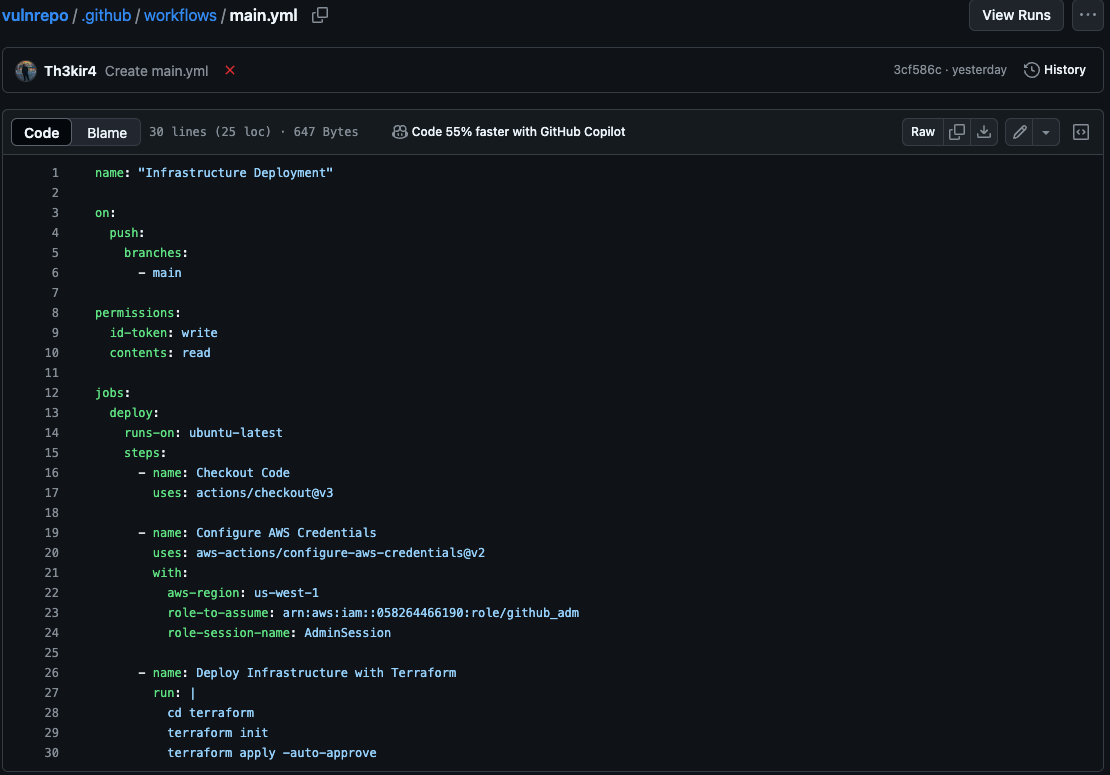 vulnrepo / .github / workflows / main.yml
View Runs
Th3kir4 Create main.yml
3cf586c · yesterday
History
Code
Blame
30 lines (25 loc) · 647 Bytes
Code 55% faster with GitHub Copilot
Raw
1 name: "Infrastructure Deployment"
2
3 on:
4   push:
5     branches:
6       - main
7
8 permissions:
9   id-token: write
10   contents: read
11
12 jobs:
13   deploy:
14     runs-on: ubuntu-latest
15     steps:
16       - name: Checkout Code
17         uses: actions/checkout@v3
18
19       - name: Configure AWS Credentials
20         uses: aws-actions/configure-aws-credentials@v2
21         with:
22           aws-region: us-west-1
23           role-to-assume: arn:aws:iam::058264466190:role/github_adm
24           role-session-name: AdminSession
25
26       - name: Deploy Infrastructure with Terraform
27         run: |
28           cd terraform
29           terraform init
30           terraform apply -auto-approve